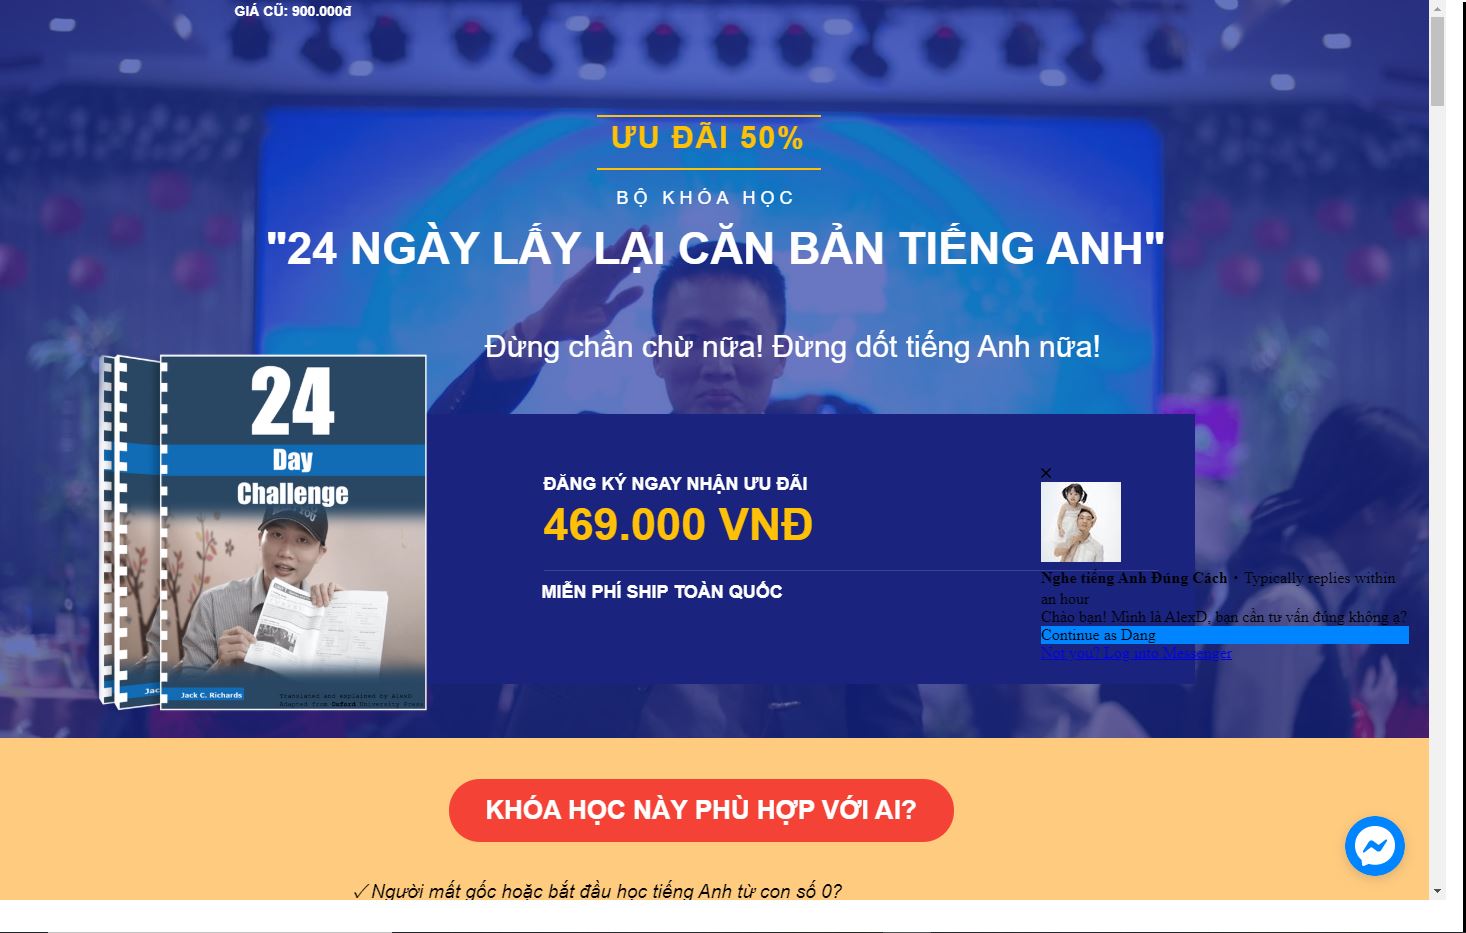 GIÁ CŨ: 900.000đ
ƯU ĐÃI 50%
BỘ KHÓA HỌC
"24 NGÀY LẤY LẠI CĂN BẢN TIẾNG ANH"
Đừng chần chừ nữa! Đừng dốt tiếng Anh nữa!
24
Day
Challenge
Jac
Jack C. Richards
Translated and explained by AlexD
Adapted from Oxford University Press
ĐĂNG KÝ NGAY NHẬN ƯU ĐÃI
469.000 VNĐ
MIỄN PHÍ SHIP TOÀN QUỐC
Nghe tiếng Anh Đúng Cách • Typically replies within
an hour
Chào bạn! Mình là AlexD, bạn cần tư vấn đúng không ạ?
Continue as Dang
Not you? Log into Messenger
KHÓA HỌC NÀY PHÙ HỢP VỚI AI?
✓Người mất gốc hoặc bắt đầu học tiếng Anh từ con số 0?